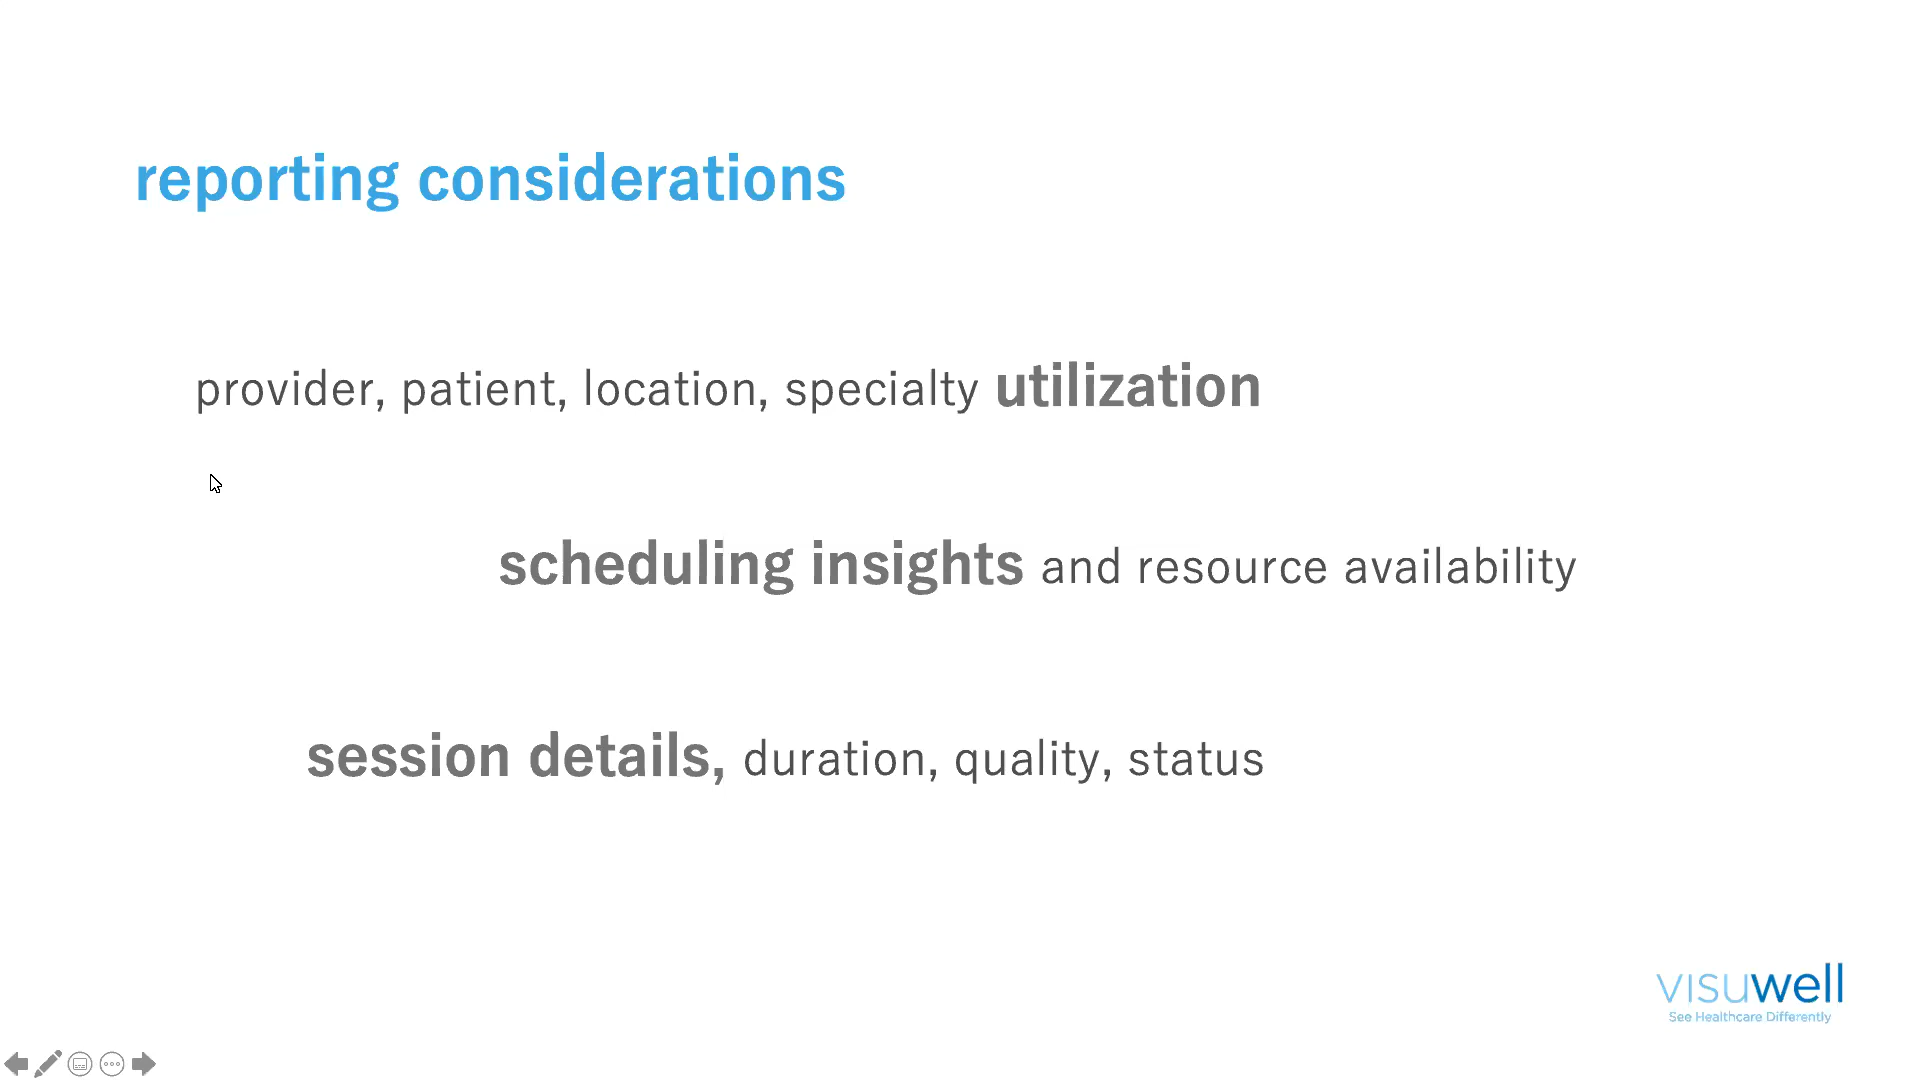 reporting considerations
provider, patient, location, specialty utilization
scheduling insights and resource availability
session details, duration, quality, status
visuwell
See Healthcare Differently